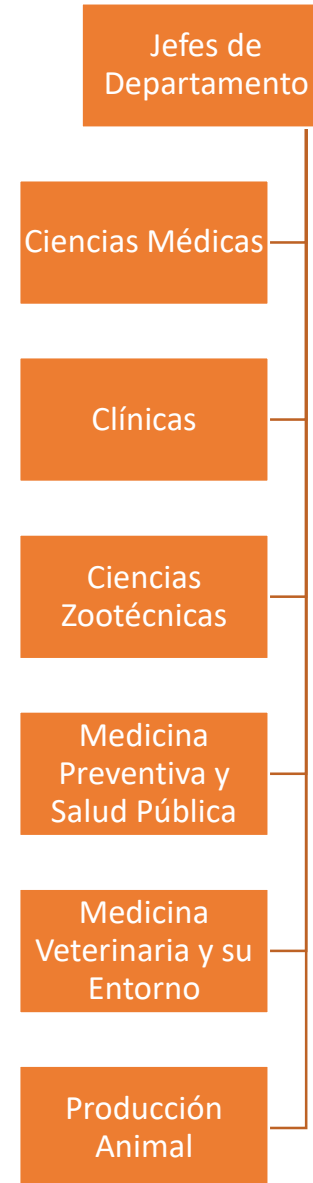 Jefes de
Departamento
Ciencias Médicas
Clínicas
Ciencias
Zootécnicas
Medicina
Preventiva y
Salud Pública
Medicina
Veterinaria y su
Entorno
Producción
Animal